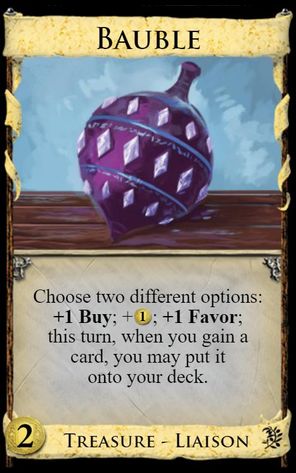 BAUBLE
Choose two different options:
+1 Buy; +1; +1 Favor;
this turn, when you gain a
card, you may put it
onto your deck.
2
TREASURE - LIAISON